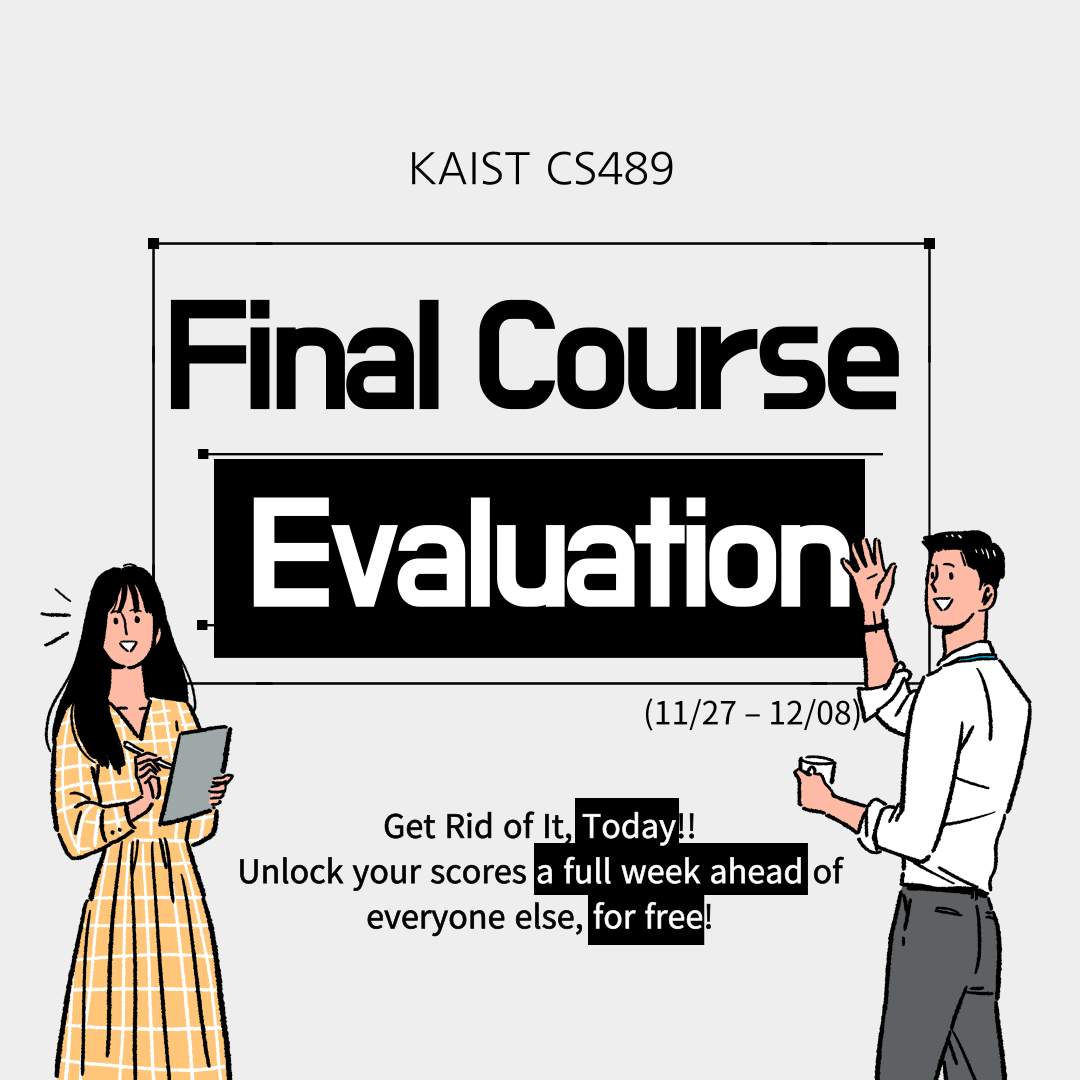 KAIST CS489
Final Course
Evaluation
(11/27 – 12/08)
Get Rid of It, Today!!
Unlock your scores a full week ahead of
everyone else, for free!